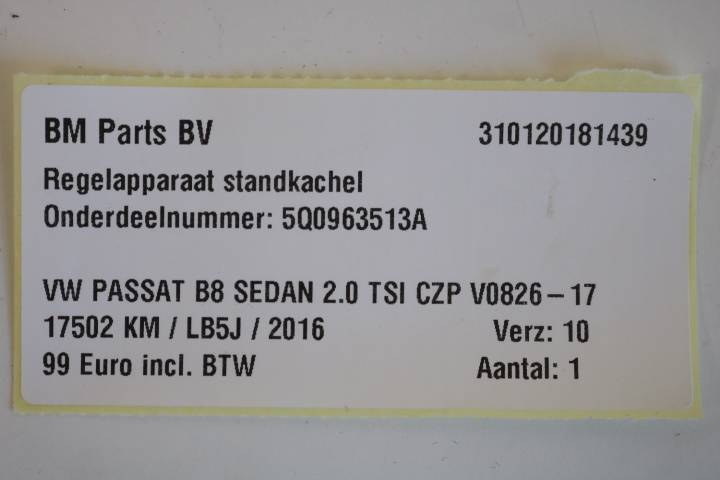 BM Parts BV 310120181439
Regelapparaat standkachel
Onderdeelnummer: 5Q0963513A
VW PASSAT B8 SEDAN 2.0 TSI CZP V0826-17
17502 KM / LB5J / 2016 Verz: 10
99 Euro incl. BTW Aantal: 1